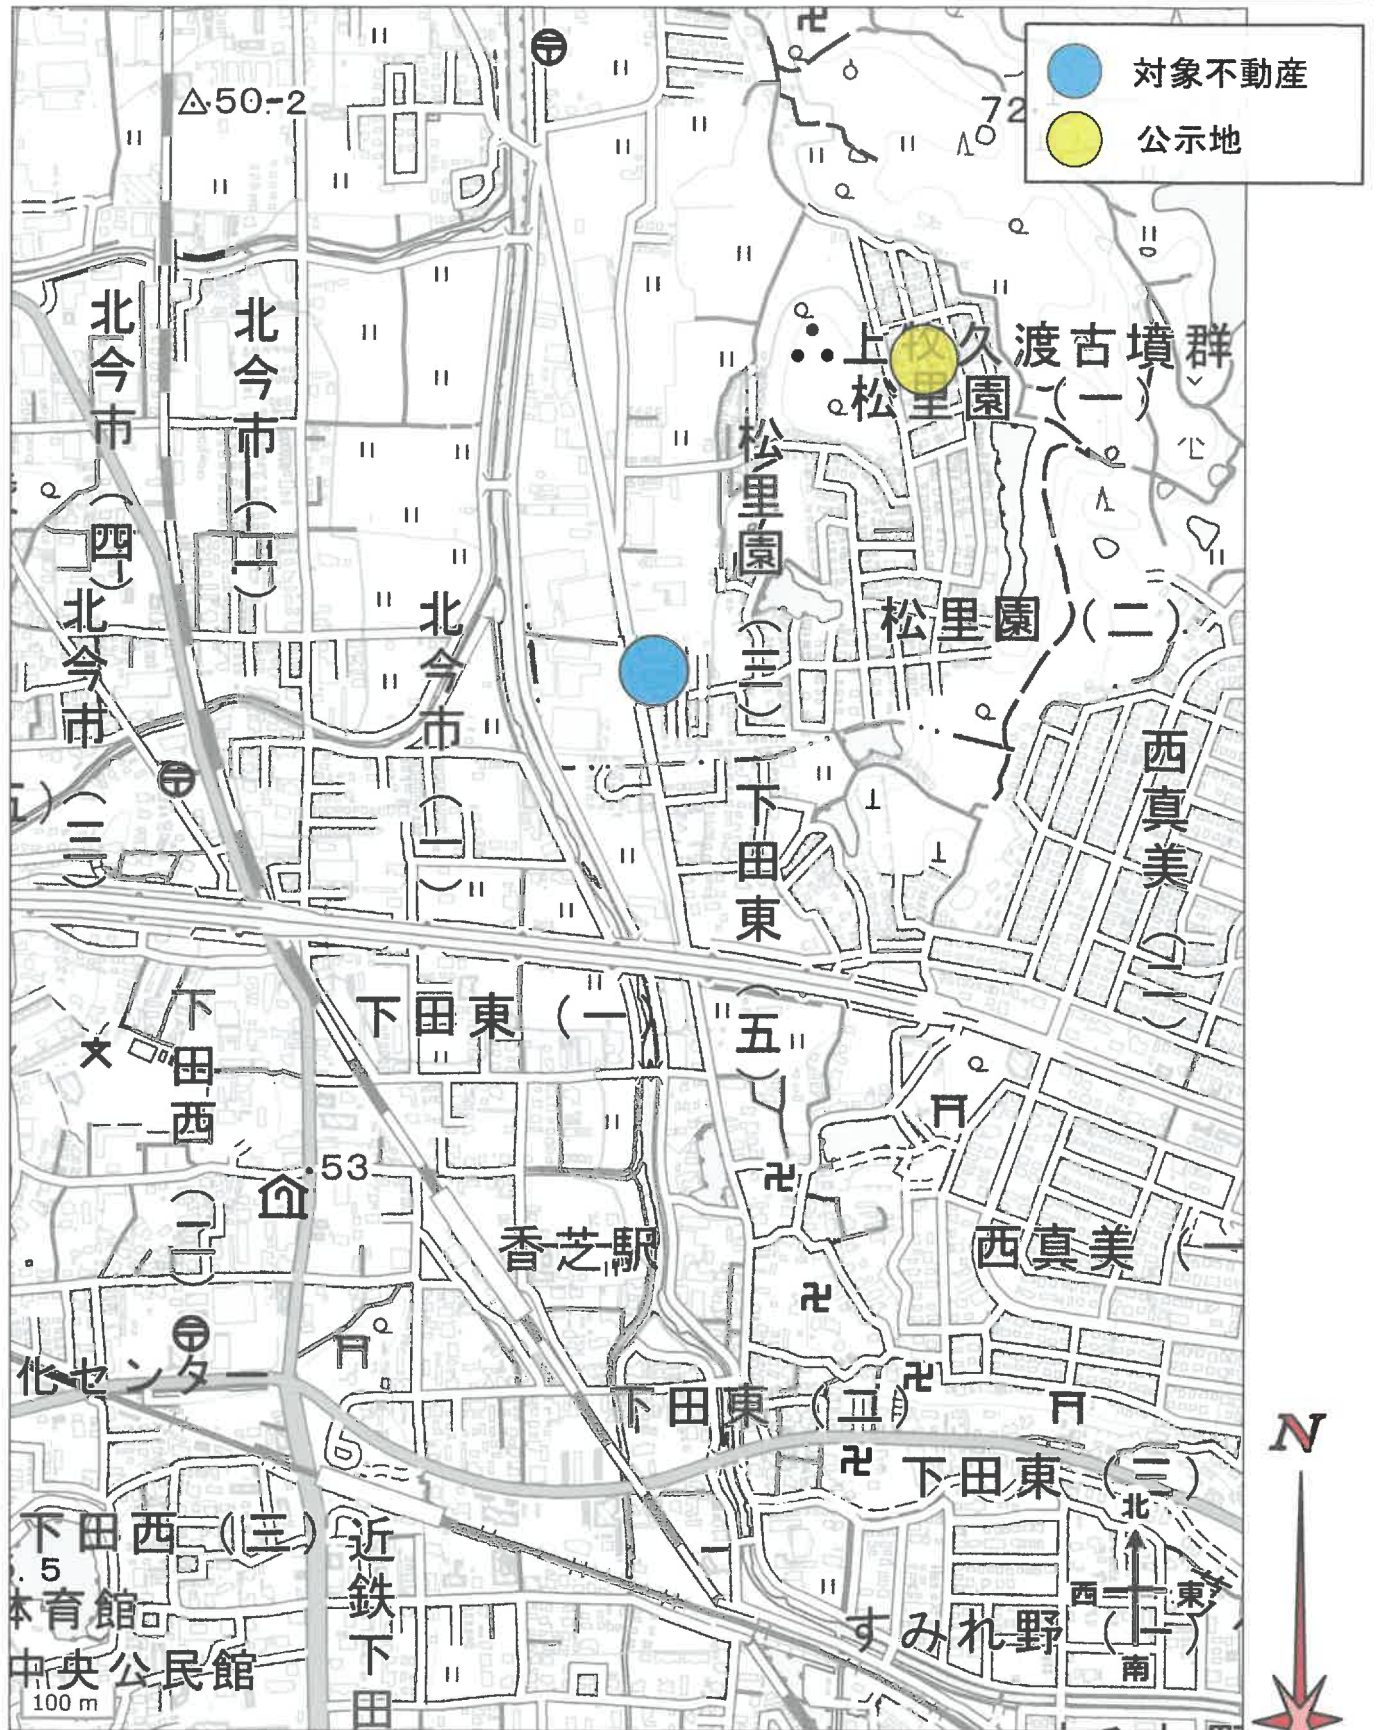 対象不動産
公示地
50.2
72
北今市(四)
北今市(二)
上牧久渡古墳群
松里園(一)
松里園(三)
松里園(二)
北今市(三)
北今市(一)
西真美(二)
五)
下田東(五)
下田東(一)
下田西(二)
53
香芝駅
西真美(一
化センター
下田東(二)
下田東(三)
下田西(三)
. 5
体育館
中央公民館
近鉄下田
すみれ野(一)
北
西
東
南
N
100 m